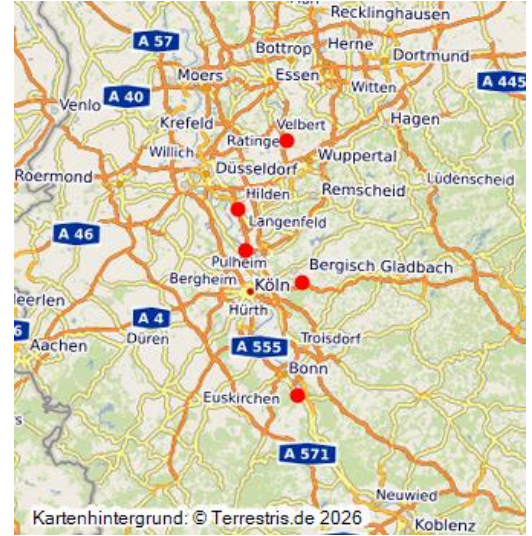 Recklinghausen
A 57
Bottrop
Herne
Dortmund
Moers
Essen
A 445
A 40
Witten
Venlo
Krefeld
Velbert
Hagen
Ratinge
Willich
Wuppertal
Düsseldorf
Roermond
Lüdenscheid
Hilden
Remscheid
Langenfeld
A 46
Pulheim
Bergheim
Köln
Bergisch Gladbach
Heerlen
Hürth
A 4
Troisdorf
Aachen
Düren
A 555
Bonn
Euskirchen
A 571
Neuwied
Kartenhintergrund: © Terrestris.de 2026
Koblenz